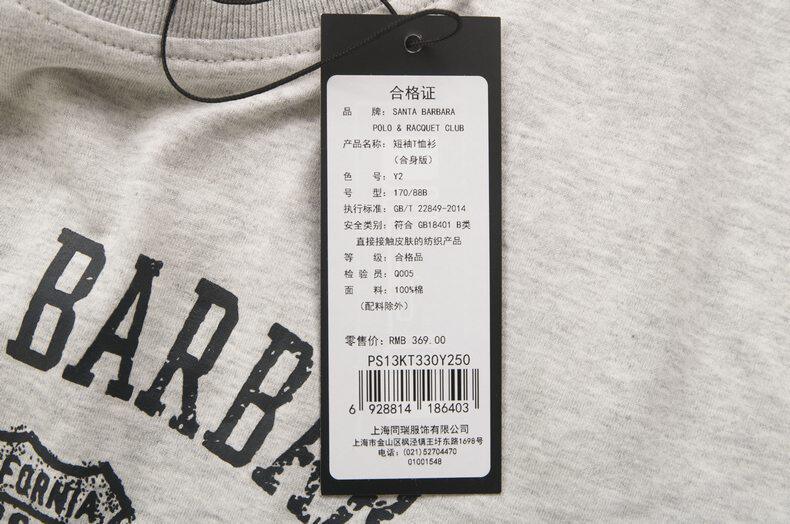 合格证
品 牌: SANTA BARBARA
POLO & RACQUET CLUB
产品名称: 短袖T恤衫
(合身版)
色 号: Y2
号 型: 170/88B
执行标准: GB/T 22849-2014
安全类别: 符合 GB18401 B类
直接接触皮肤的纺织产品
等 级: 合格品
检 验 员: Q005
面 料: 100%棉
(配料除外)
零售价: RMB 369.00
PS13KT330Y250
6 928814 186403
上海同瑞服饰有限公司
上海市金山区枫泾镇王圩东路1698号
电话: (021)52704470
01001548
BARBA